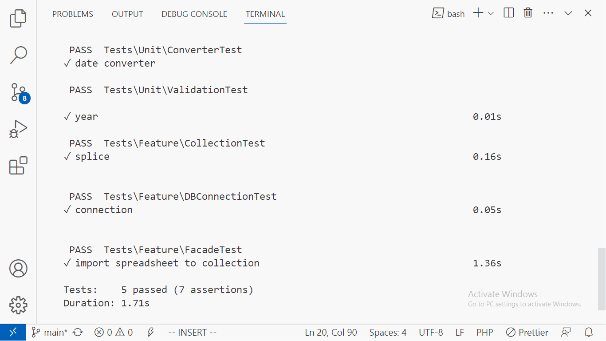 PROBLEMS OUTPUT DEBUG CONSOLE TERMINAL bash
PASS Tests\Unit\ConverterTest
✓ date converter
PASS Tests\Unit\ValidationTest
✓ year 0.01s
PASS Tests\Feature\CollectionTest
✓ splice 0.16s
PASS Tests\Feature\DBConnectionTest
✓ connection 0.05s
PASS Tests\Feature\FacadeTest
✓ import spreadsheet to collection 1.36s
Tests: 5 passed (7 assertions)
Duration: 1.71s
Activate Windows
Go to PC settings to activate Windows.
8
main* 0 0 -- INSERT -- Ln 20, Col 90 Spaces: 4 UTF-8 LF PHP Prettier